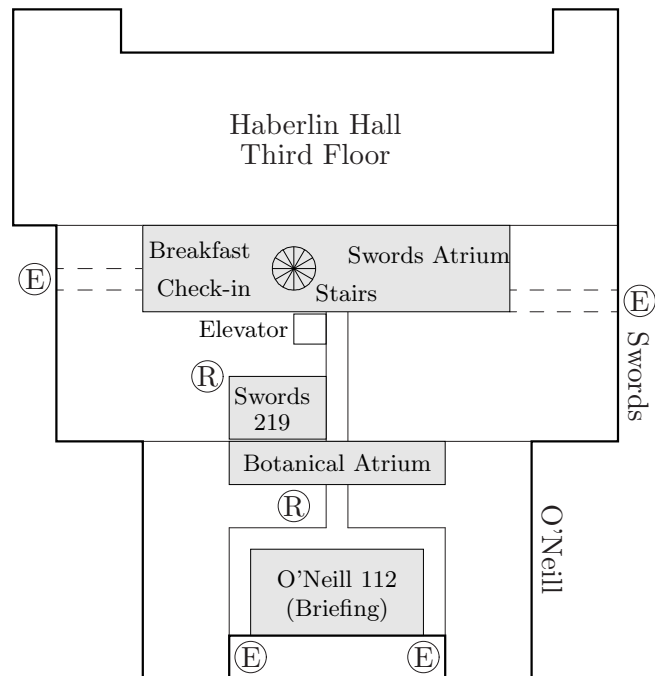 Haberlin Hall
Third Floor
Breakfast
Swords Atrium
E
Check-in
Stairs
E
Elevator
Swords
R
Swords
219
Botanical Atrium
R
O'Neill
O'Neill 112
(Briefing)
E
E